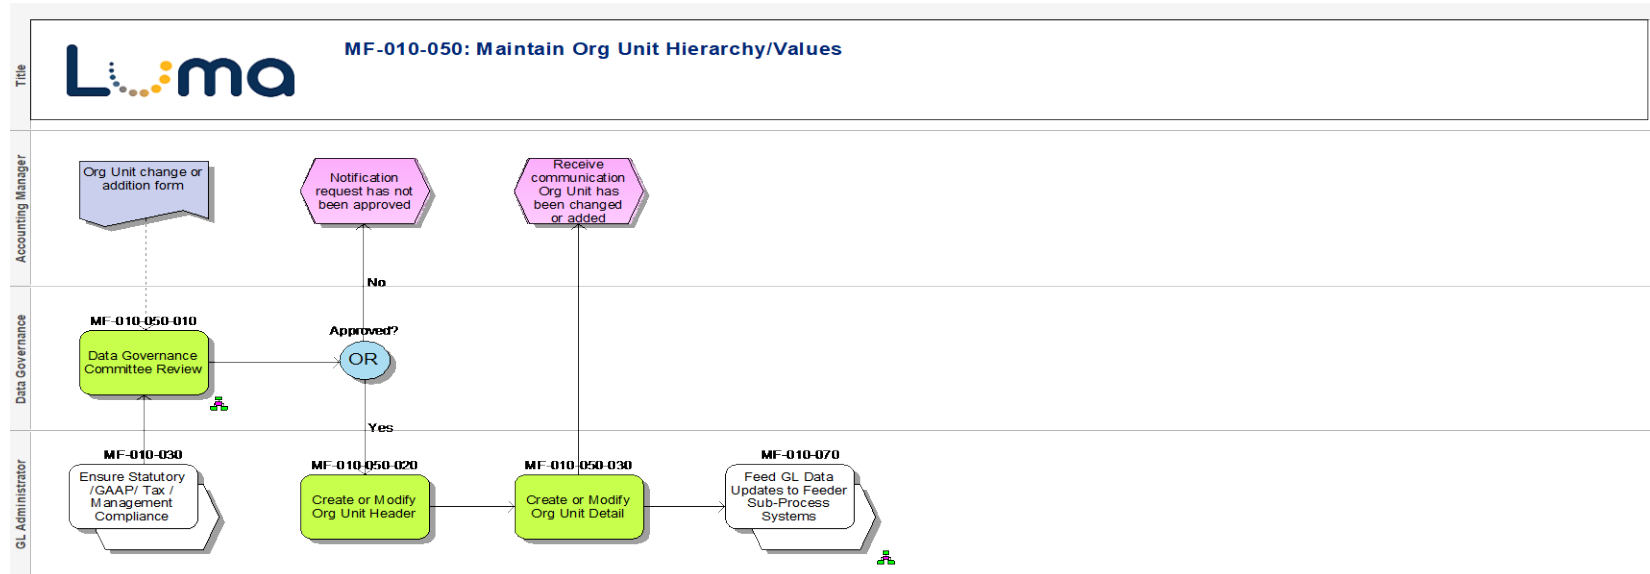 Title
Luma
MF-010-050: Maintain Org Unit Hierarchy/Values
Accounting Manager
Org Unit change or
addition form
Notification
request has not
been approved
Receive
communication
Org Unit has
been changed
or added
No
Data Governance
MF-010-050-010
Data Governance
Committee Review
Approved?
OR
Yes
GL Administrator
MF-010-030
Ensure Statutory
/GAAP/ Tax /
Management
Compliance
MF-010-050-020
Create or Modify
Org Unit Header
MF-010-050-030
Create or Modify
Org Unit Detail
MF-010-070
Feed GL Data
Updates to Feeder
Sub-Process
Systems